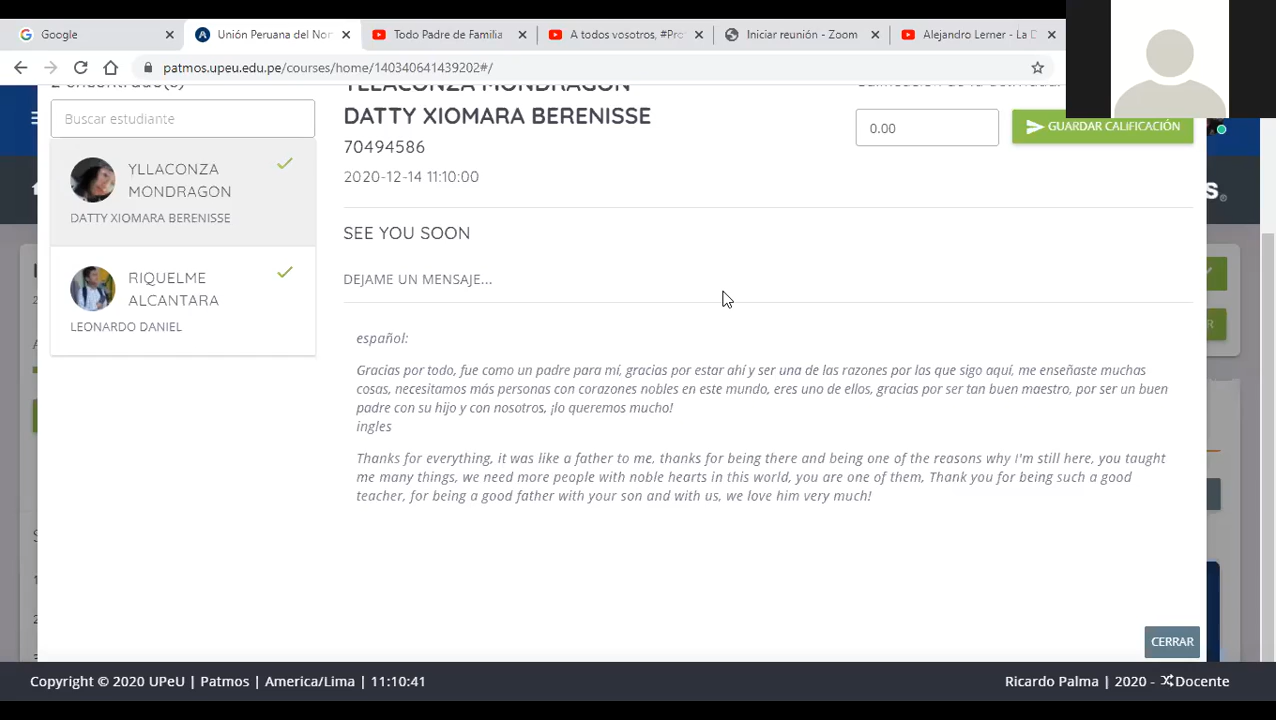 Google
Unión Peruana del Nor
Todo Padre de Familia
A todos vosotros, #Pro
Iniciar reunión - Zoom
Alejandro Lerner - La D
patmos.upeu.edu.pe/courses/home/140340641439202#/
YLLACONZA MONDRAGON
DATTY XIOMARA BERENISSE
70494586
2020-12-14 11:10:00
0.00
GUARDAR CALIFICACIÓN
Buscar estudiante
YLLACONZA
MONDRAGON
DATTY XIOMARA BERENISSE
RIQUELME
ALCANTARA
LEONARDO DANIEL
SEE YOU SOON
DEJAME UN MENSAJE...
español:
Gracias por todo, fue como un padre para mí, gracias por estar ahí y ser una de las razones por las que sigo aquí, me enseñaste muchas
cosas, necesitamos más personas con corazones nobles en este mundo, eres uno de ellos, gracias por ser tan buen maestro, por ser un buen
padre con su hijo y con nosotros, ¡lo queremos mucho!
ingles
Thanks for everything, it was like a father to me, thanks for being there and being one of the reasons why i'm still here, you taught
me many things, we need more people with noble hearts in this world, you are one of them, Thank you for being such a good
teacher, for being a good father with your son and with us, we love him very much!
CERRAR
Copyright © 2020 UPeU | Patmos | America/Lima | 11:10:41
Ricardo Palma | 2020 - Docente